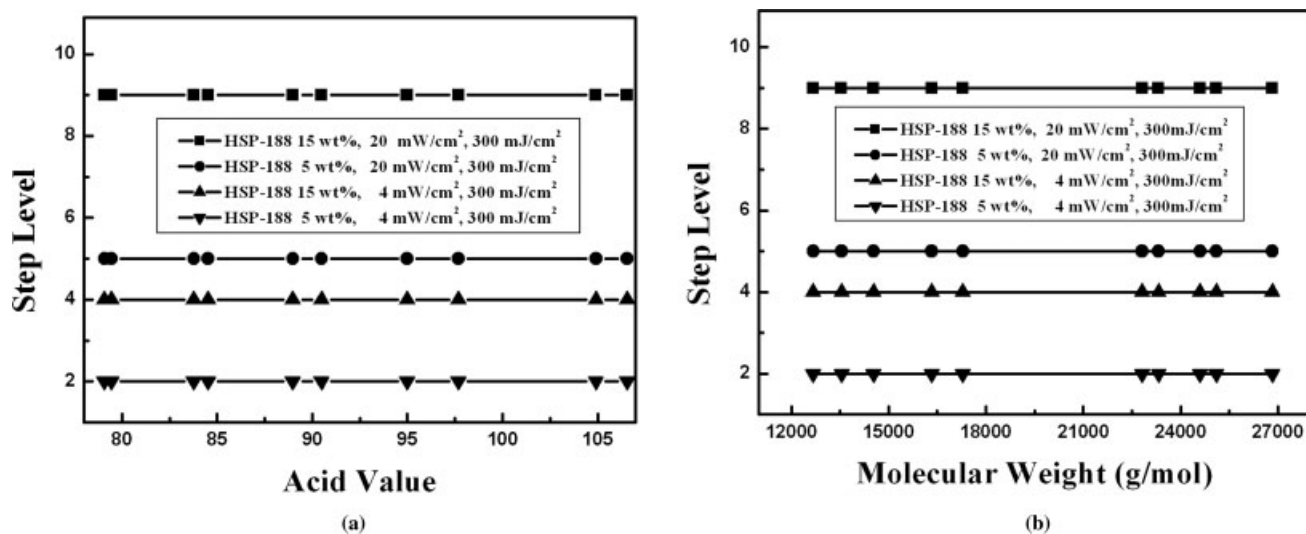 10
8
6
4
2
Step Level
HSP-188 15 wt%, 20 mW/cm², 300 mJ/cm²
HSP-188 5 wt%, 20 mW/cm², 300 mJ/cm²
HSP-188 15 wt%, 4 mW/cm², 300 mJ/cm²
HSP-188 5 wt%, 4 mW/cm², 300 mJ/cm²
80 85 90 95 100 105
Acid Value
(a)
10
8
6
4
2
Step Level
HSP-188 15 wt%, 20 mW/cm², 300mJ/cm²
HSP-188 5 wt%, 20 mW/cm², 300mJ/cm²
HSP-188 15 wt%, 4 mW/cm², 300mJ/cm²
HSP-188 5 wt%, 4 mW/cm², 300mJ/cm²
12000 15000 18000 21000 24000 27000
Molecular Weight (g/mol)
(b)